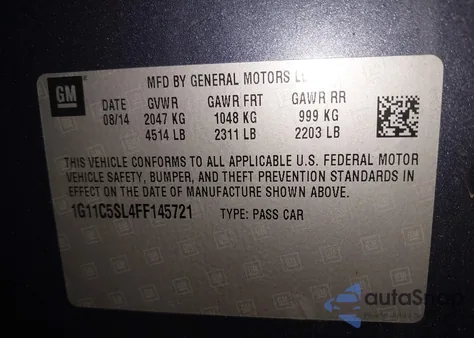 GM
MFD BY GENERAL MOTORS
DATE GVWR GAWR FRT GAWR RR
08/14 2047 KG 1048 KG 999 KG
4514 LB 2311 LB 2203 LB
THIS VEHICLE CONFORMS TO ALL APPLICABLE U.S. FEDERAL MOTOR
VEHICLE SAFETY, BUMPER, AND THEFT PREVENTION STANDARDS IN
EFFECT ON THE DATE OF MANUFACTURE SHOWN ABOVE.
1G11C5SL4FF145721 TYPE: PASS CAR
autaSnap